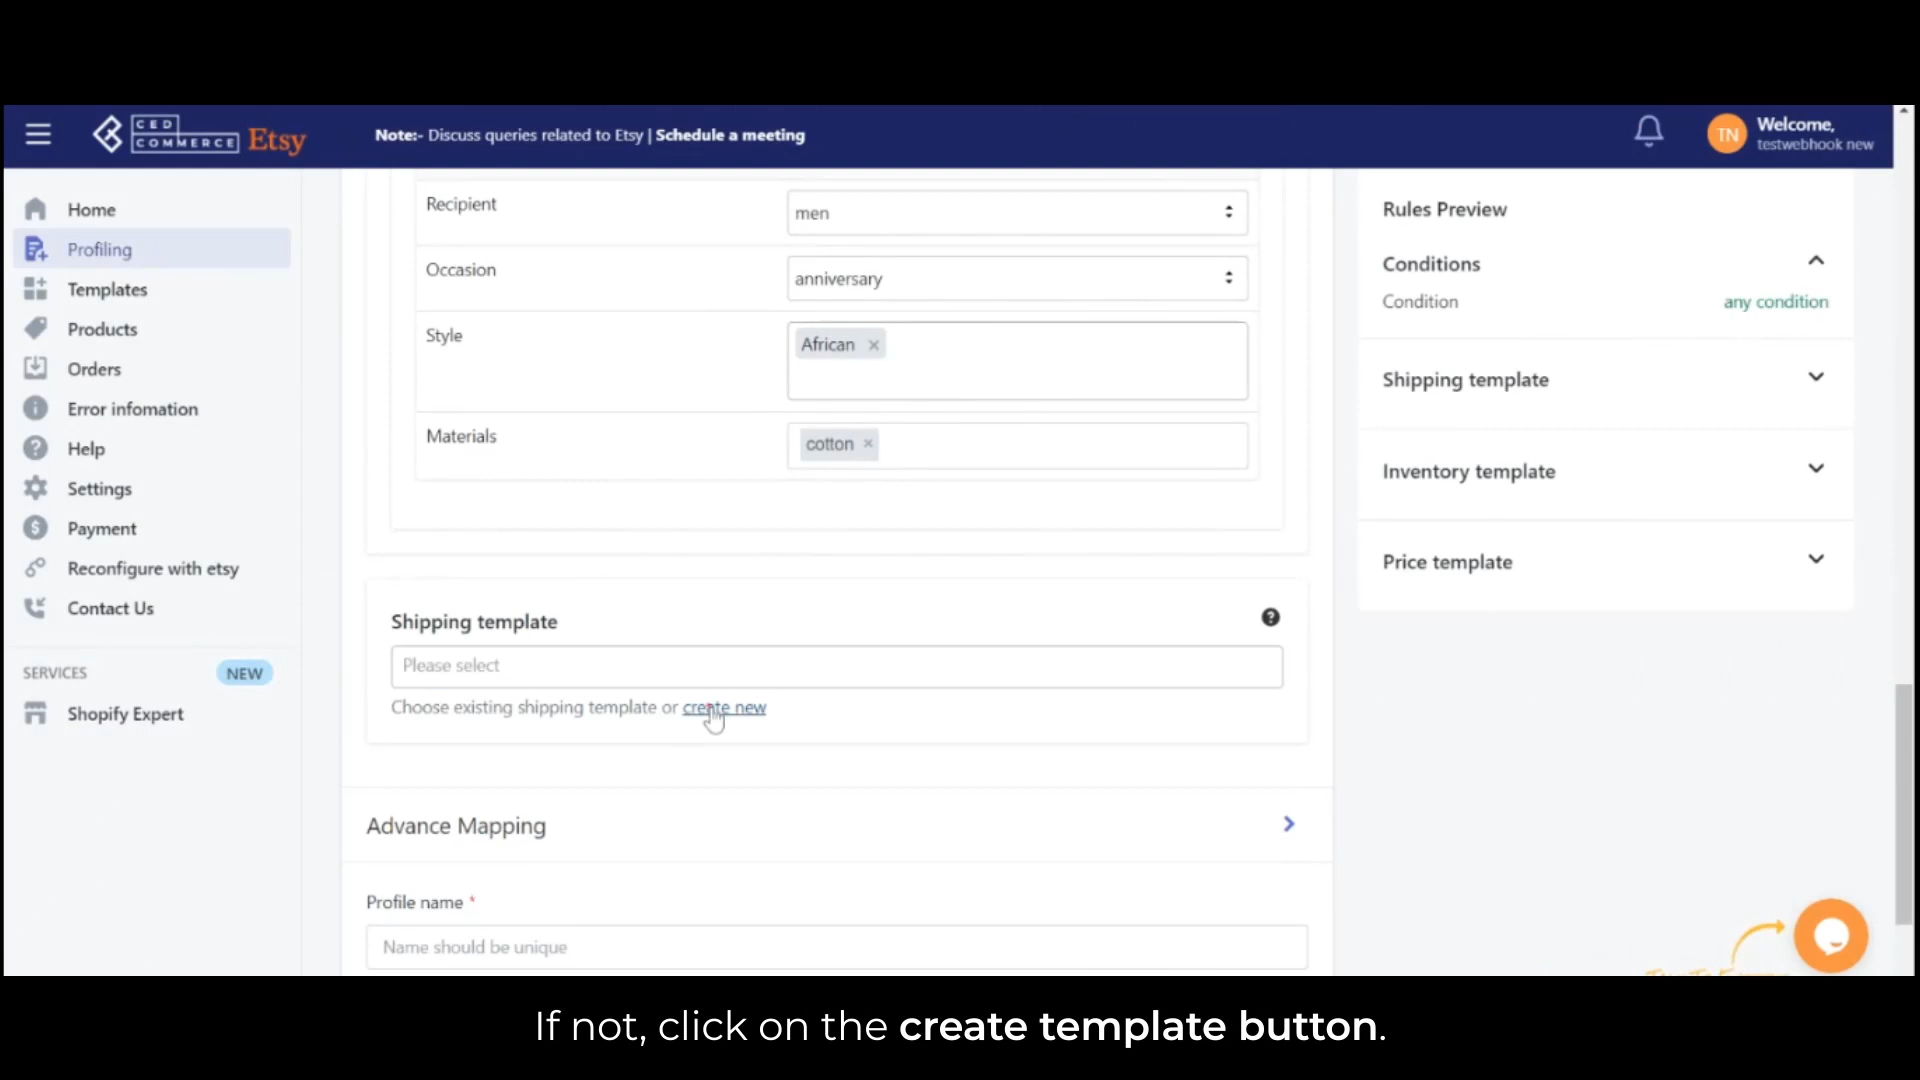 CED
COMMERCE Etsy
Note:- Discuss queries related to Etsy | Schedule a meeting
TN
Welcome,
testwebhook new
Home
Profiling
Templates
Products
Orders
Error infomation
Help
Settings
Payment
Reconfigure with etsy
Contact Us
SERVICES NEW
Shopify Expert
Recipient
men
Occasion
anniversary
Style
African ×
Materials
cotton ×
Shipping template
Please select
Choose existing shipping template or create new
Advance Mapping
Profile name *
Name should be unique
Rules Preview
Conditions
Condition any condition
Shipping template
Inventory template
Price template
If not, click on the create template button.